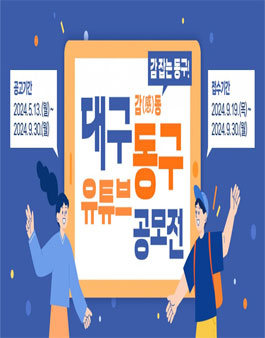 감 잡는 동구!
공고기간
2024.5.13.(월)~
2024.9.30.(월)
접수기간
2024.9.19.(목)~
2024.9.30.(월)
감(感)동
대구
동구
유튜브
공모전